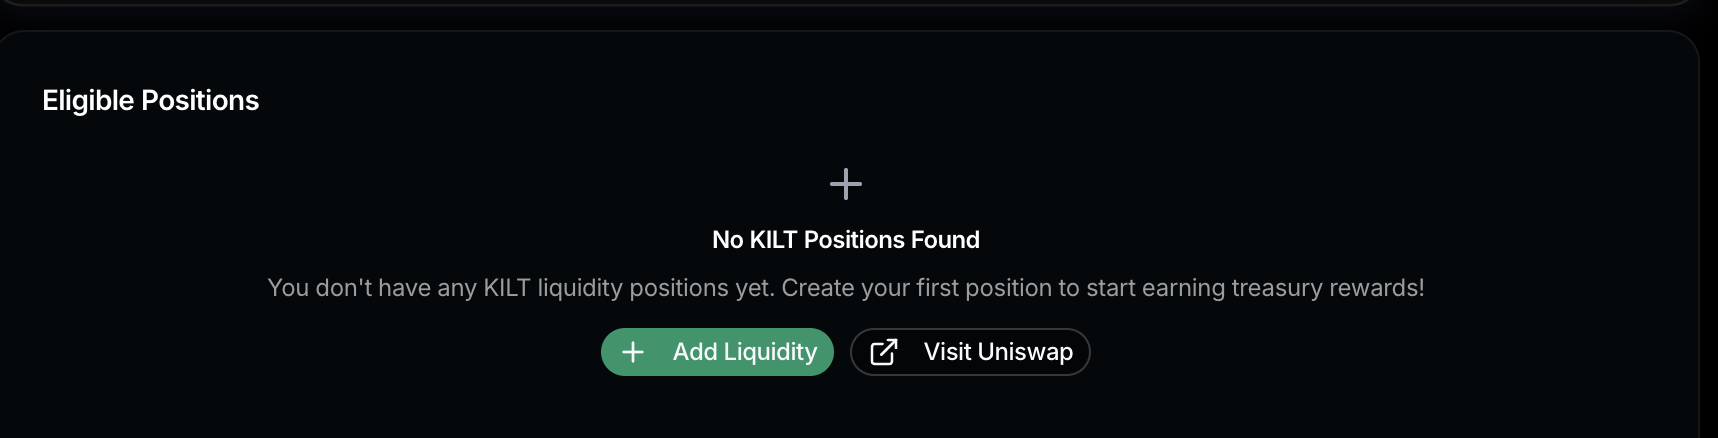 Eligible Positions
No KILT Positions Found
You don't have any KILT liquidity positions yet. Create your first position to start earning treasury rewards!
Add Liquidity
Visit Uniswap